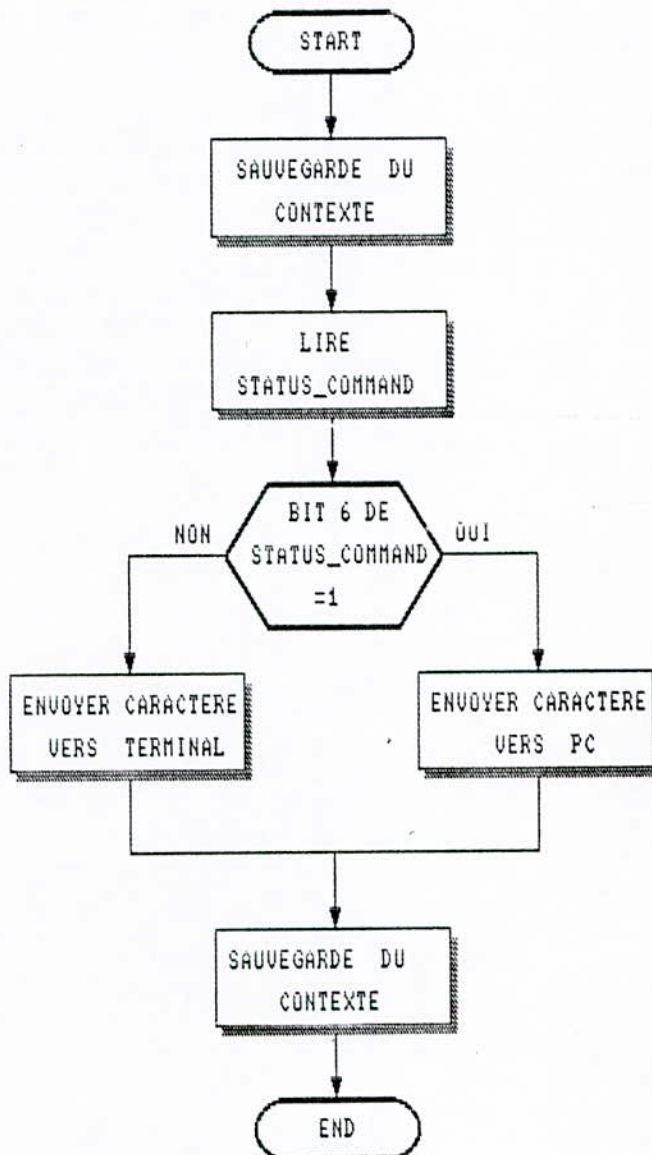 START
SAUVEGARDE DU
CONTEXTE
LIRE
STATUS_COMMAND
BIT 6 DE
STATUS_COMMAND
=1
NON
OUI
ENVOYER CARACTERE
VERS TERMINAL
ENVOYER CARACTERE
VERS PC
SAUVEGARDE DU
CONTEXTE
END